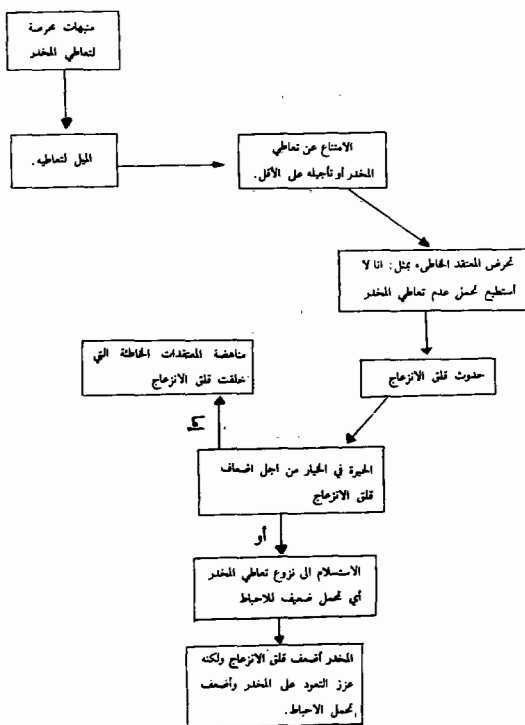 منبهات محرضة
لتعاطي المخدر
الميل لتعاطيه.
الامتناع عن تعاطي
المخدر أو تأجيله على الأقل.
تحرض المعتقد الخاطىء بمثل: انا لا
أستطيع تحمل عدم تعاطي المخدر
حدوث قلق الانزعاج
مناهضة المعتقدات الخاطئة التي
خلقت قلق الانزعاج
إما
الحيرة في الخيار من اجل اضعاف
قلق الانزعاج
أو
الاستسلام الى نزوع تعاطي المخدر
أي تحمل ضعيف للاحباط
المخدر أضعف قلق الانزعاج ولكنه
عزز التعود على المخدر وأضعف
تحمل الاحباط.